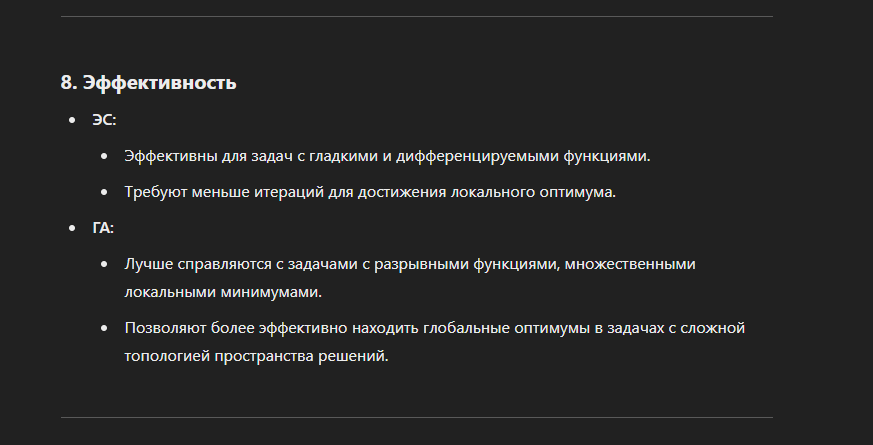 8. Эффективность
ЭС:
Эффективны для задач с гладкими и дифференцируемыми функциями.
Требуют меньше итераций для достижения локального оптимума.
ГА:
Лучше справляются с задачами с разрывными функциями, множественными
локальными минимумами.
Позволяют более эффективно находить глобальные оптимумы в задачах с сложной
топологией пространства решений.